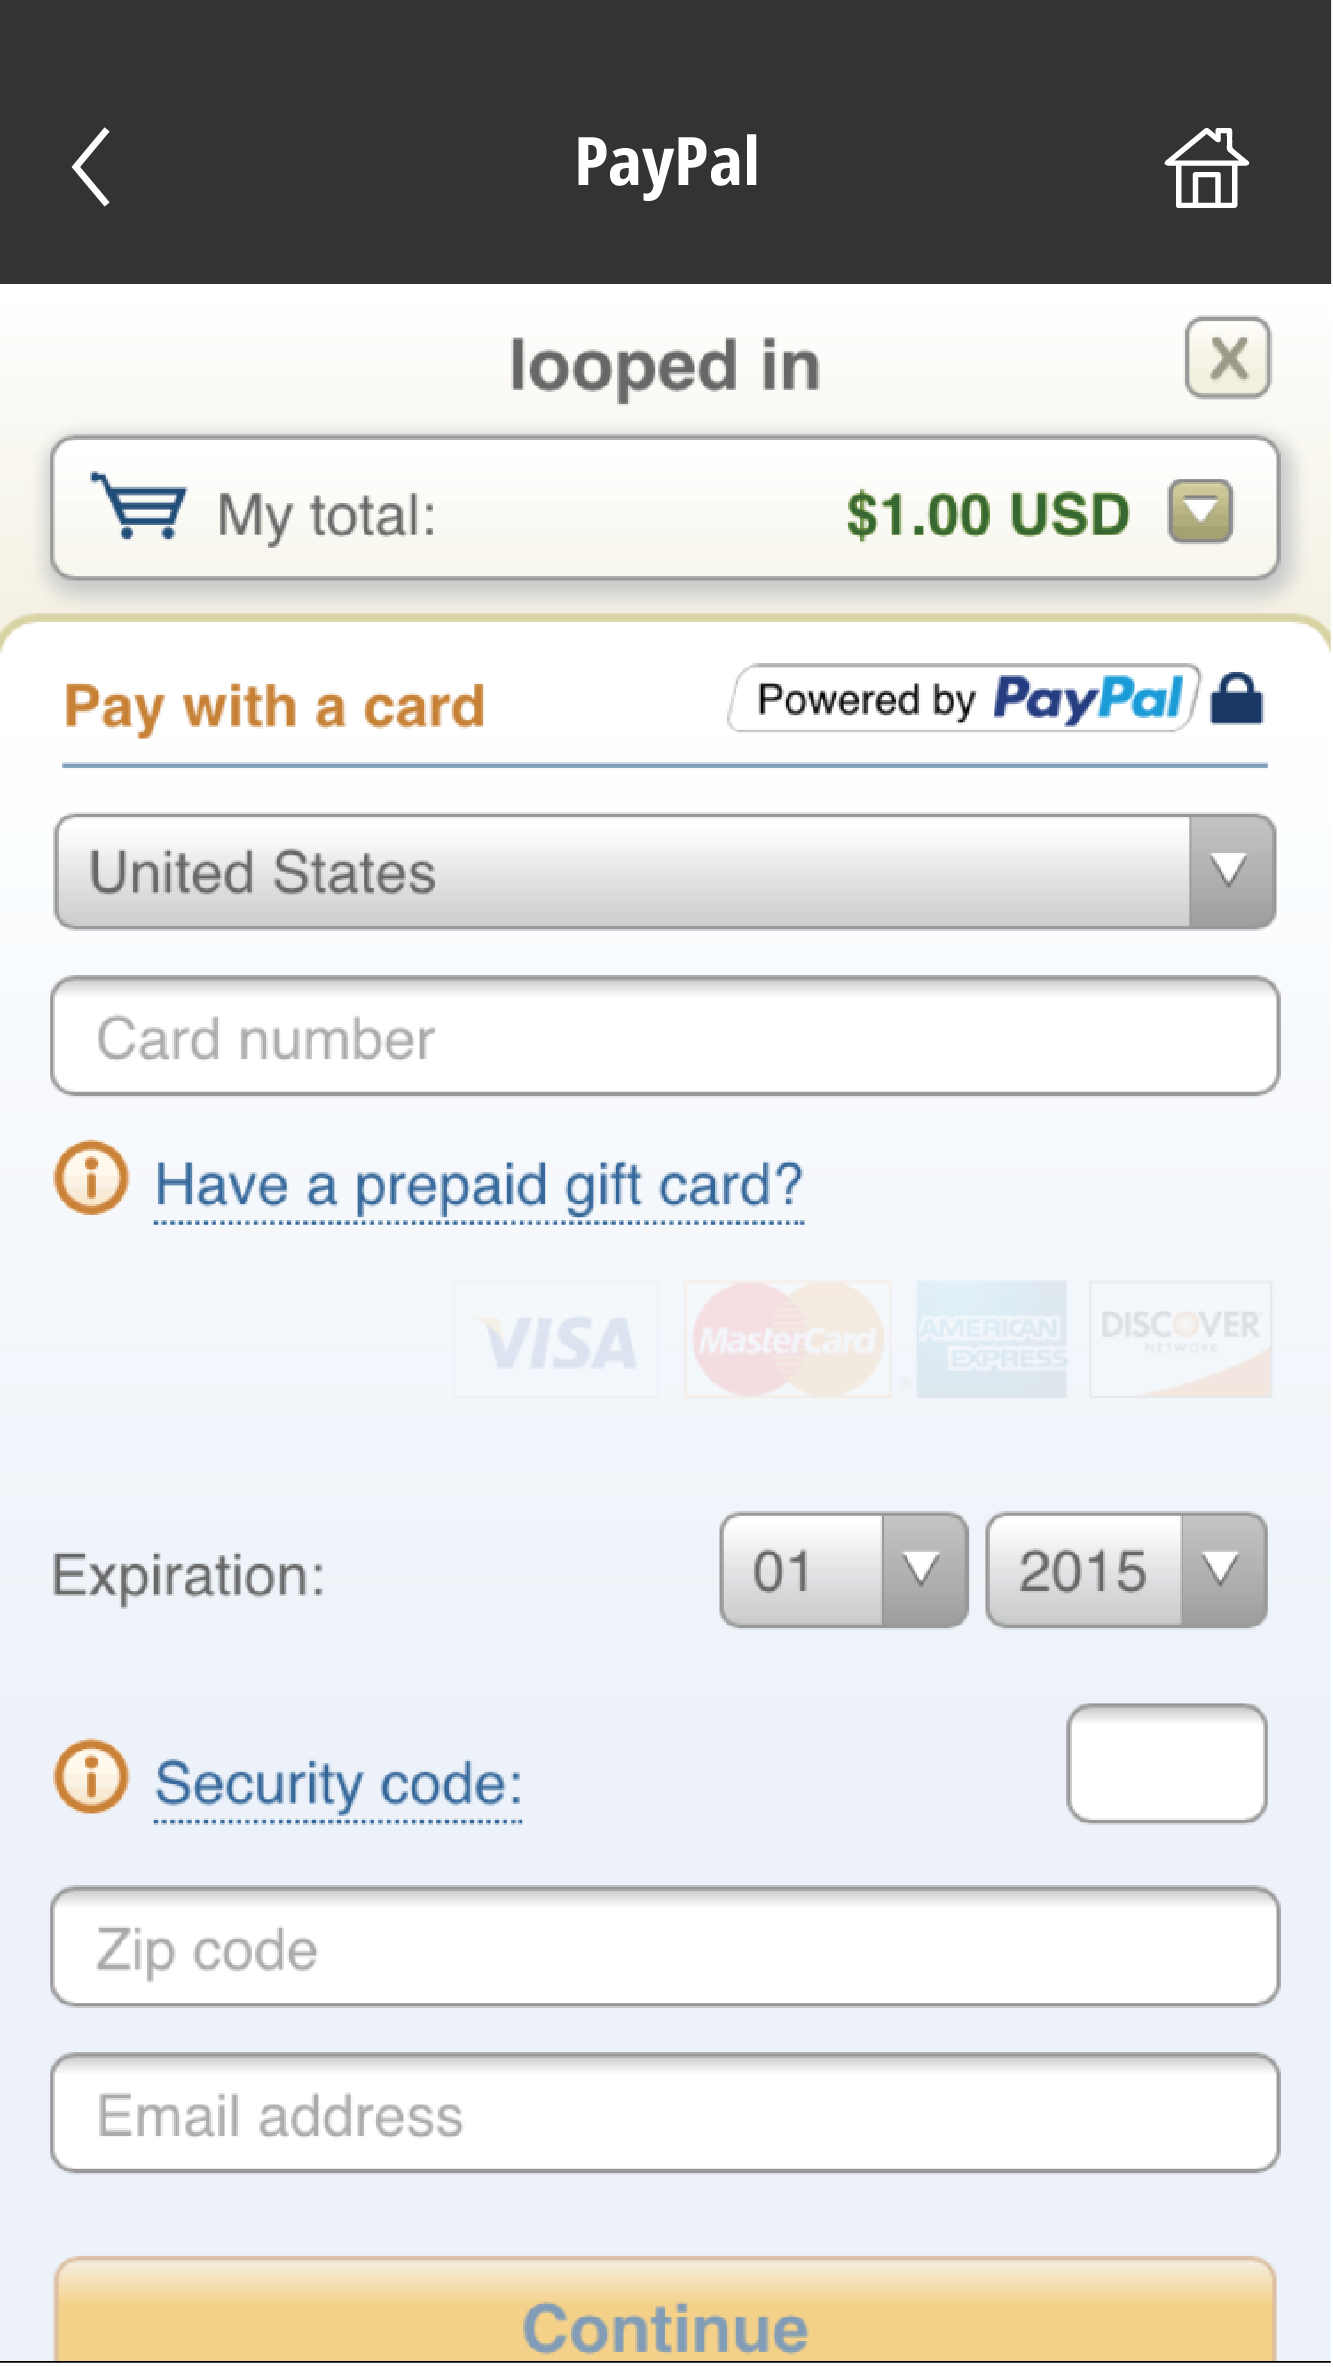 PayPal
looped in
X
My total: $1.00 USD
Pay with a card
Powered by PayPal
United States
Card number
Have a prepaid gift card?
VISA MasterCard AMERICAN EXPRESS DISCOVER NETWORK
Expiration: 01 2015
Security code:
Zip code
Email address
Continue